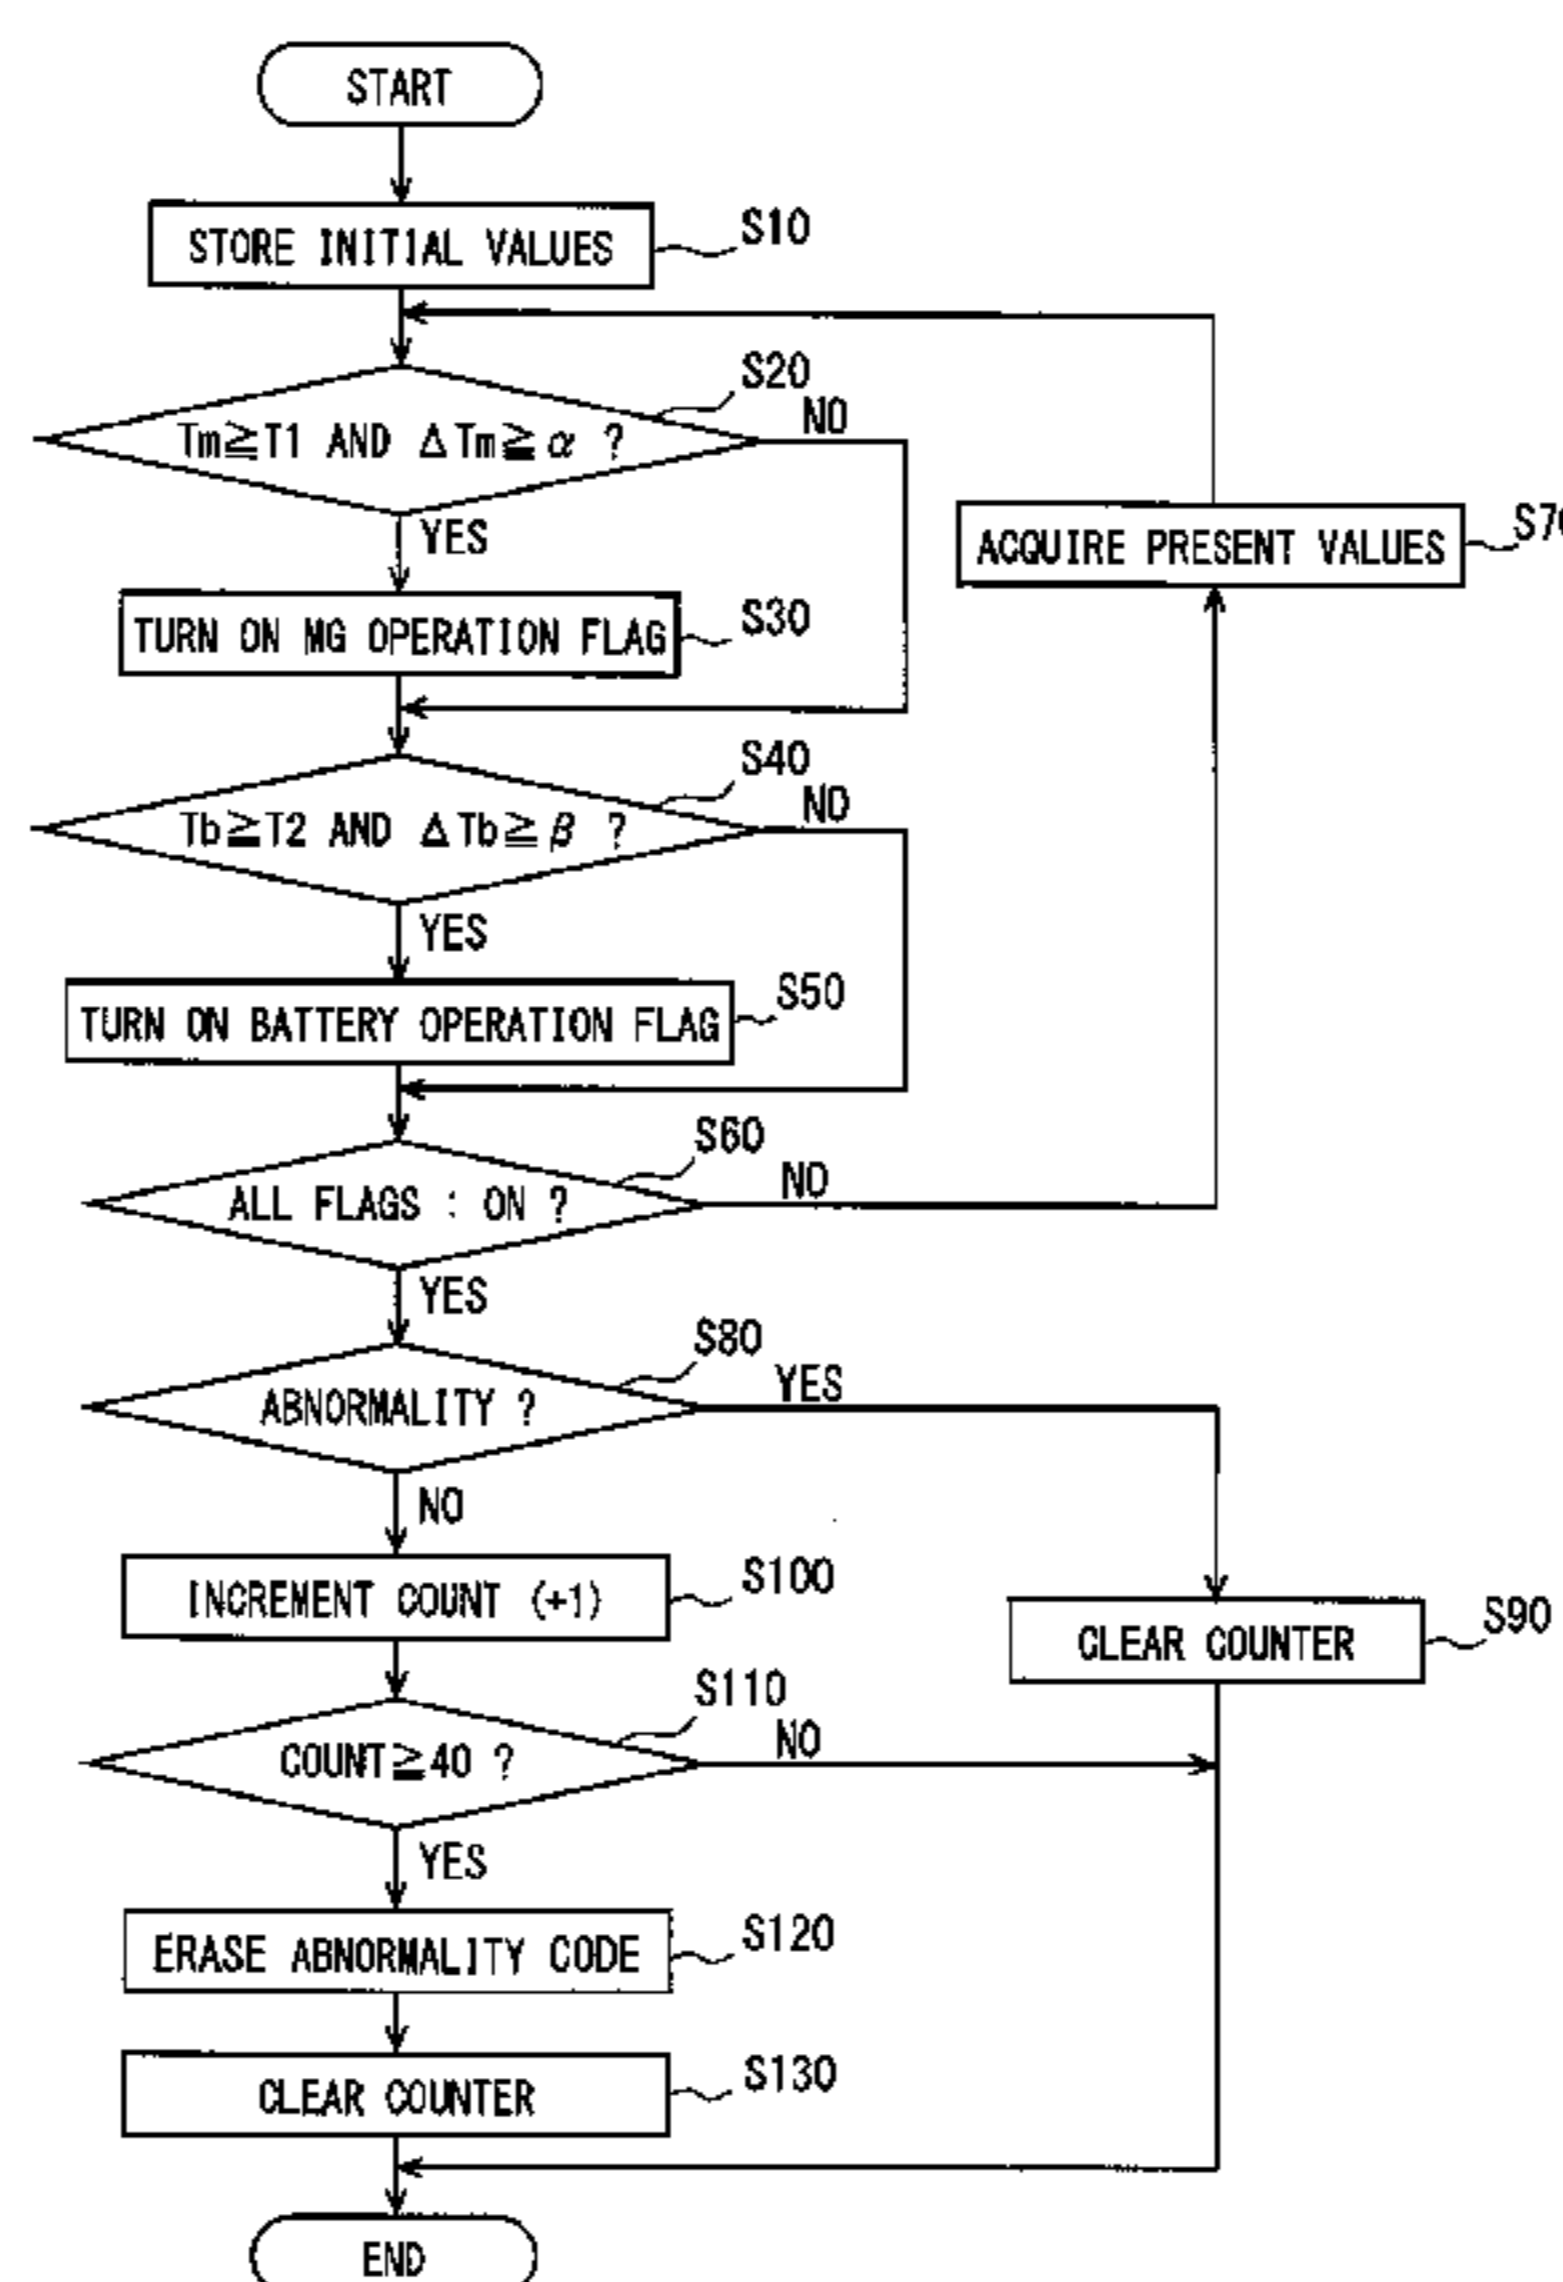 START
STORE INITIAL VALUES
S10
S20
Tm≧T1 AND ΔTm≧α ?
NO
YES
TURN ON MG OPERATION FLAG
S30
ACQUIRE PRESENT VALUES
S40
Tb≧T2 AND ΔTb≧β ?
NO
YES
TURN ON BATTERY OPERATION FLAG
S50
S60
ALL FLAGS : ON ?
NO
YES
S80
ABNORMALITY ?
YES
NO
INCREMENT COUNT (+1)
S100
CLEAR COUNTER
S90
S110
COUNT≧40 ?
NO
YES
ERASE ABNORMALITY CODE
S120
CLEAR COUNTER
S130
END